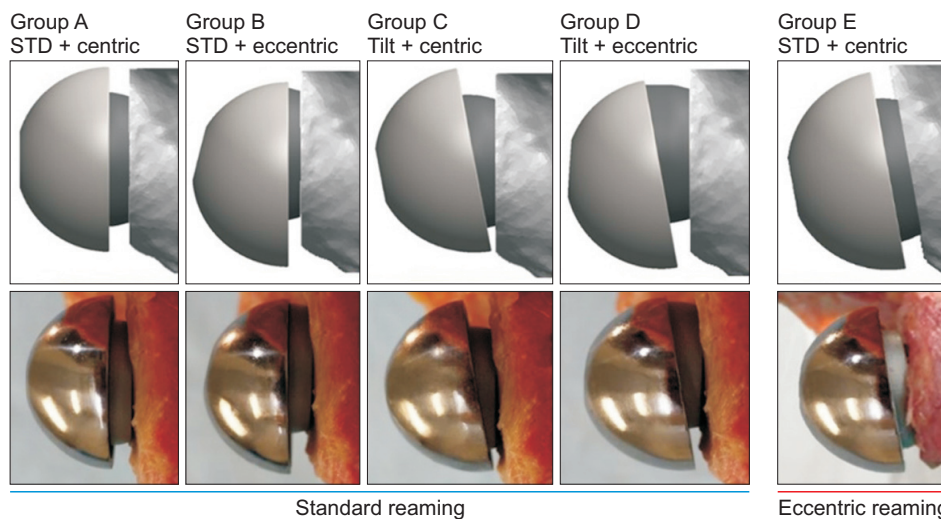 Group A
STD + centric
Group B
STD + eccentric
Group C
Tilt + centric
Group D
Tilt + eccentric
Group E
STD + centric
Standard reaming
Eccentric reaming